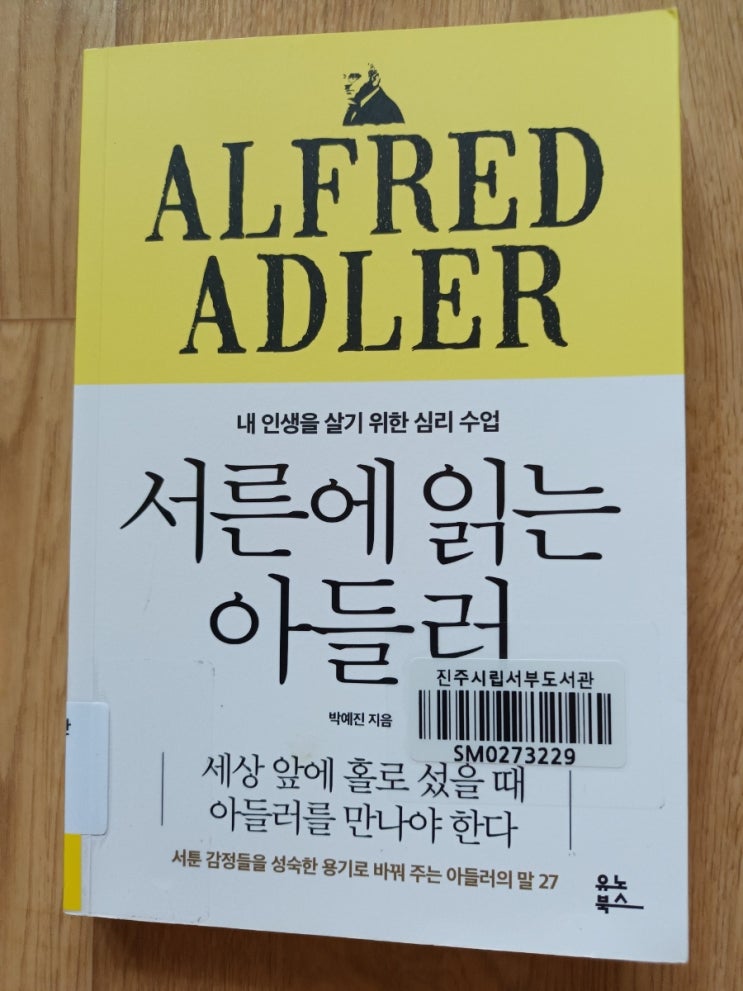 ALFRED
ADLER
내 인생을 살기 위한 심리 수업
서른에 읽는
아들러
박예진 지음
진주시립서부도서관
SM0273229
세상 앞에 홀로 섰을 때
아들러를 만나야 한다
서툰 감정들을 성숙한 용기로 바꿔 주는 아들러의 말 27
유노
북스